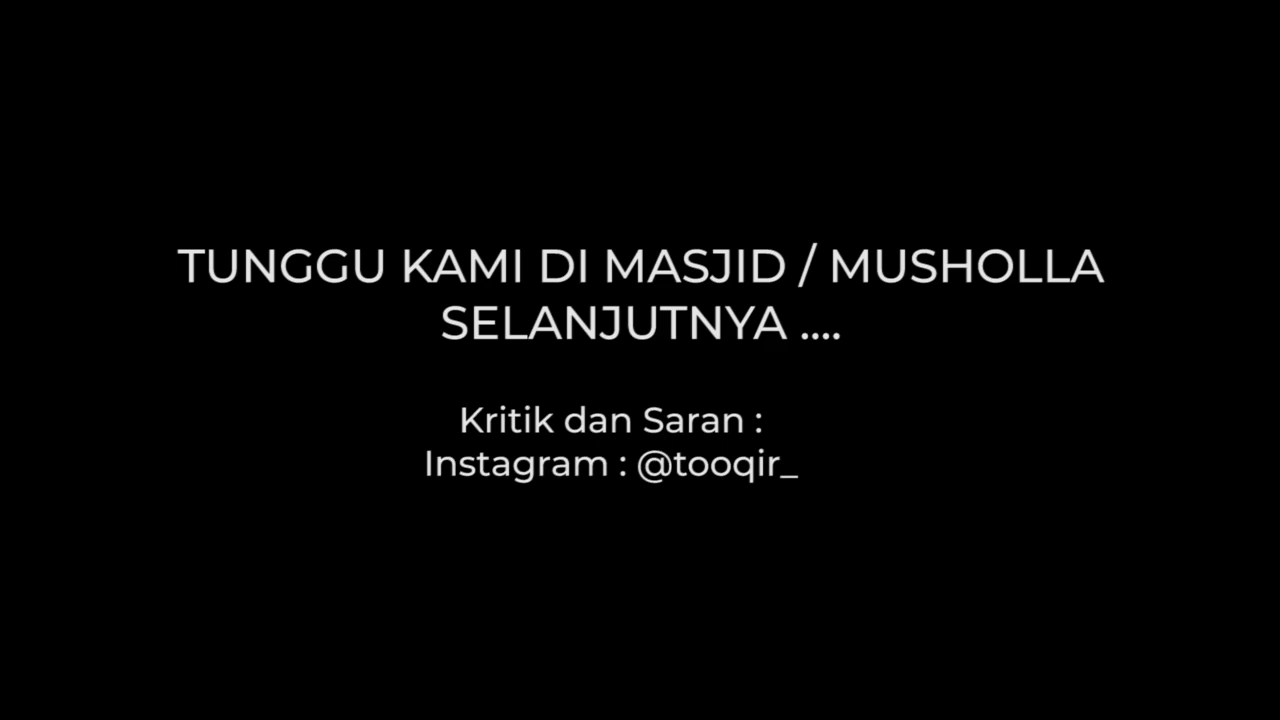 TUNGGU KAMI DI MASJID / MUSHOLLA
SELANJUTNYA ....
Kritik dan Saran :
Instagram : @tooqir_